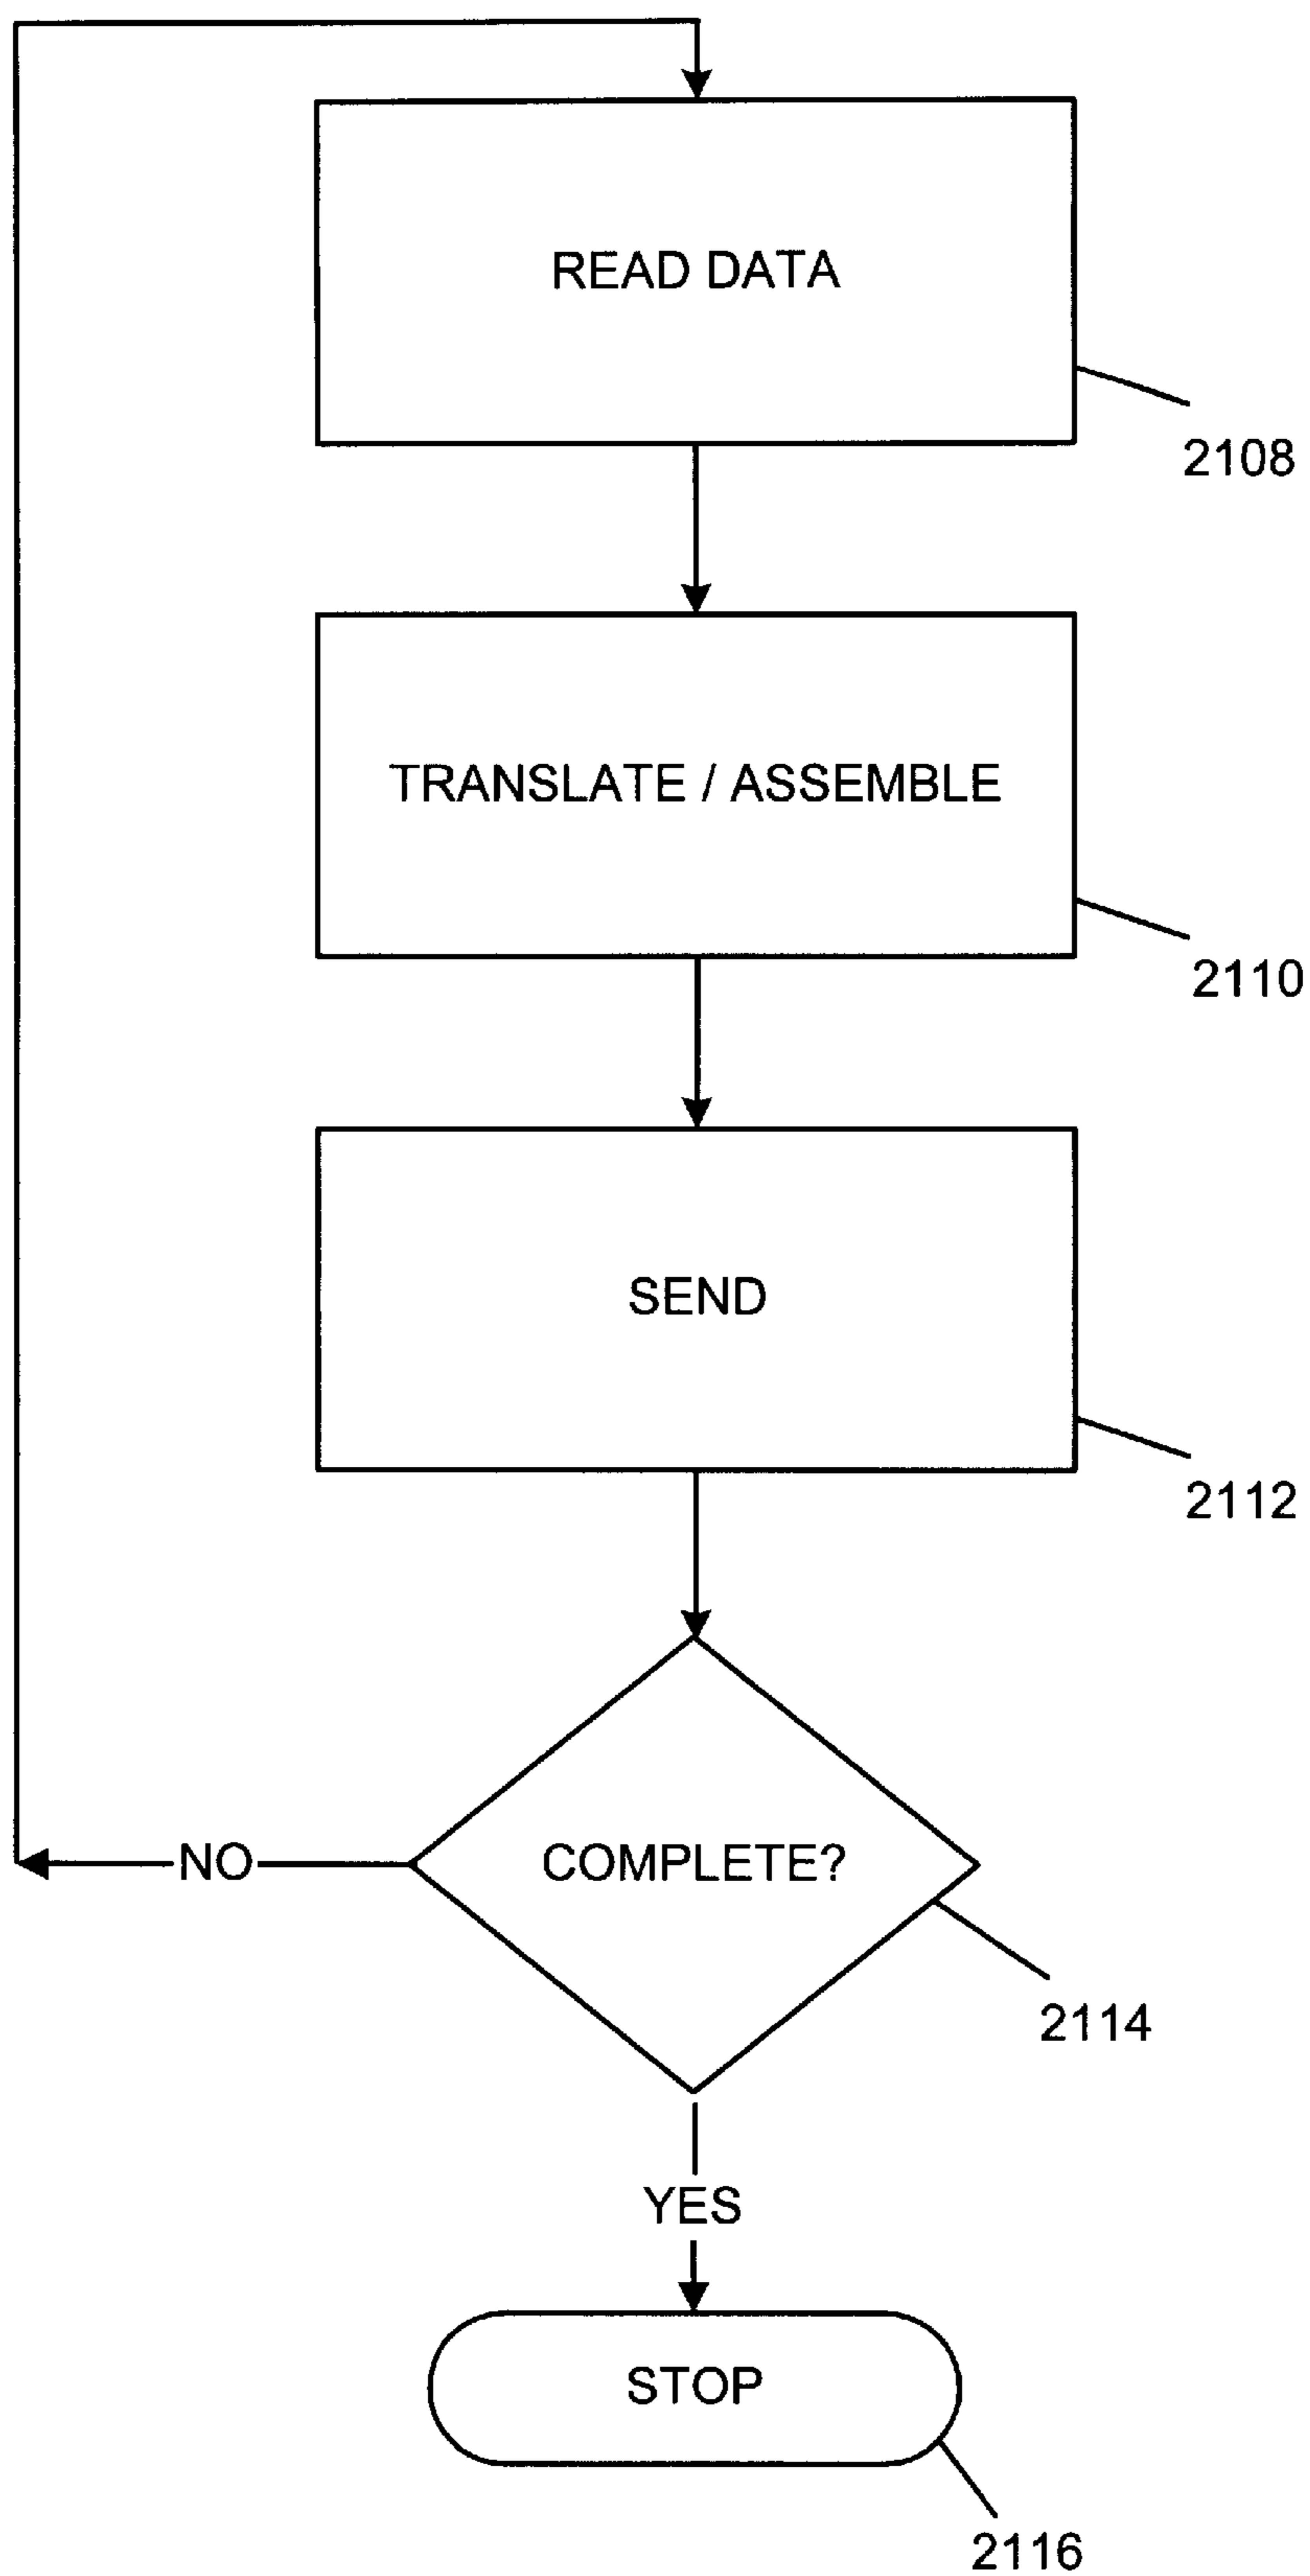 READ DATA
2108
TRANSLATE / ASSEMBLE
2110
SEND
2112
COMPLETE?
NO
2114
YES
STOP
2116